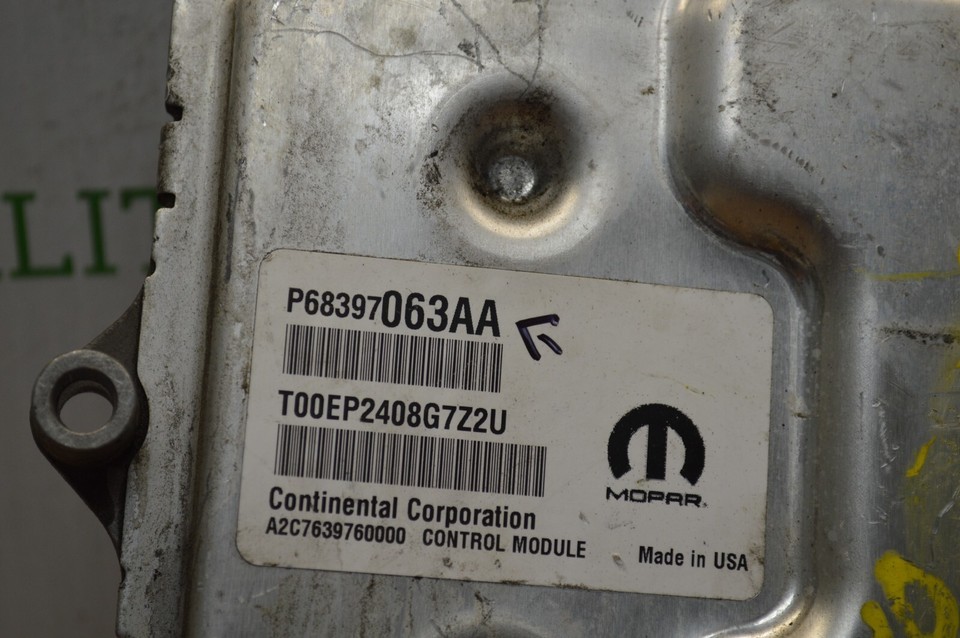 P68397063AA
T00EP2408G7Z2U
MOPAR
Continental Corporation
A2C7639760000 CONTROL MODULE
Made in USA